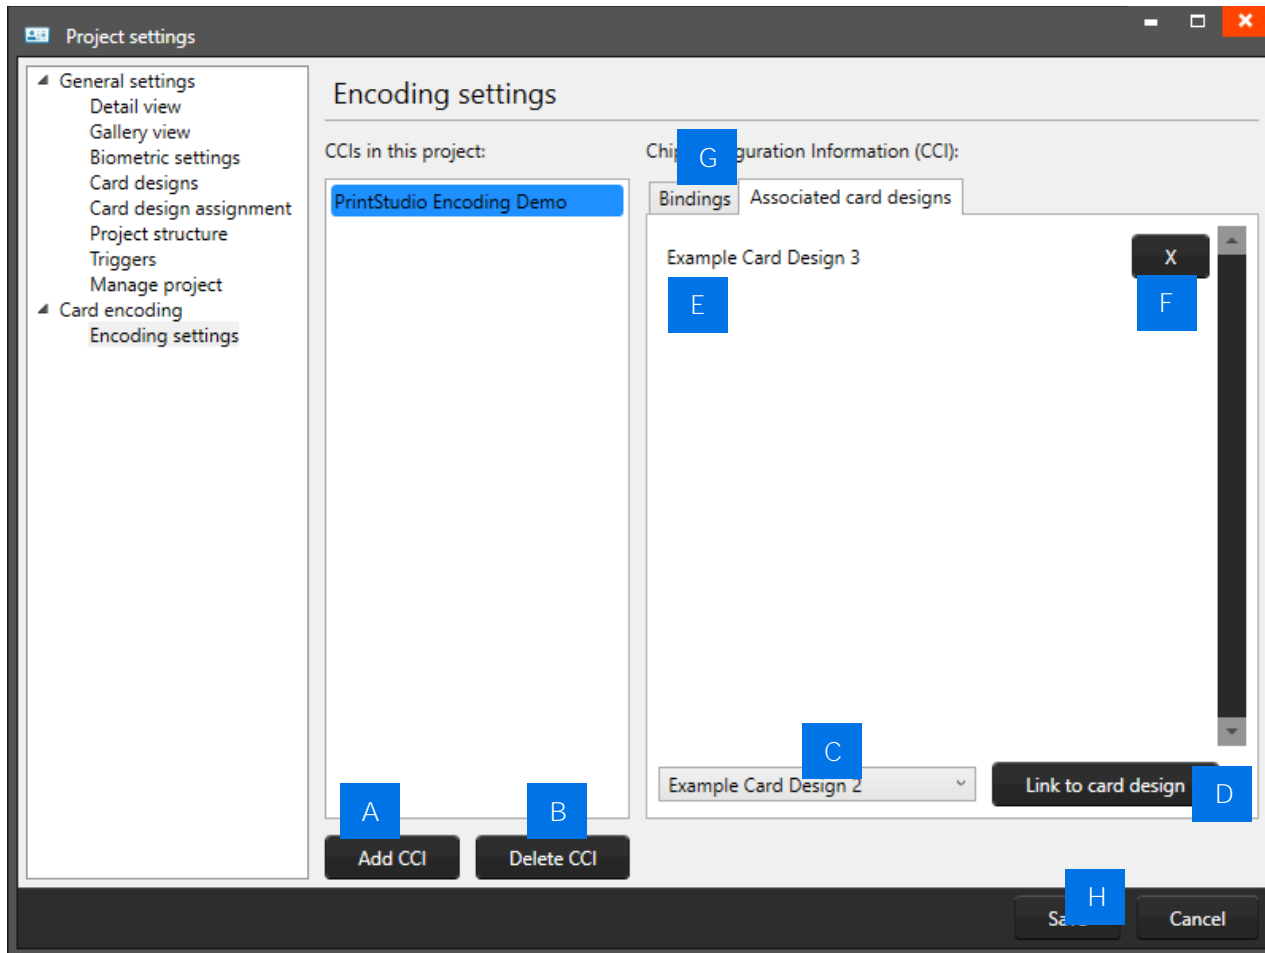 Project settings
General settings
Detail view
Gallery view
Biometric settings
Card designs
Card design assignment
Project structure
Triggers
Manage project
Card encoding
Encoding settings
Encoding settings
CCIs in this project:
PrintStudio Encoding Demo
A
B
Add CCI
Delete CCI
G
Information (CCI):
Bindings
Associated card designs
Example Card Design 3
X
E
F
C
Example Card Design 2
Link to card design
D
H
Cancel